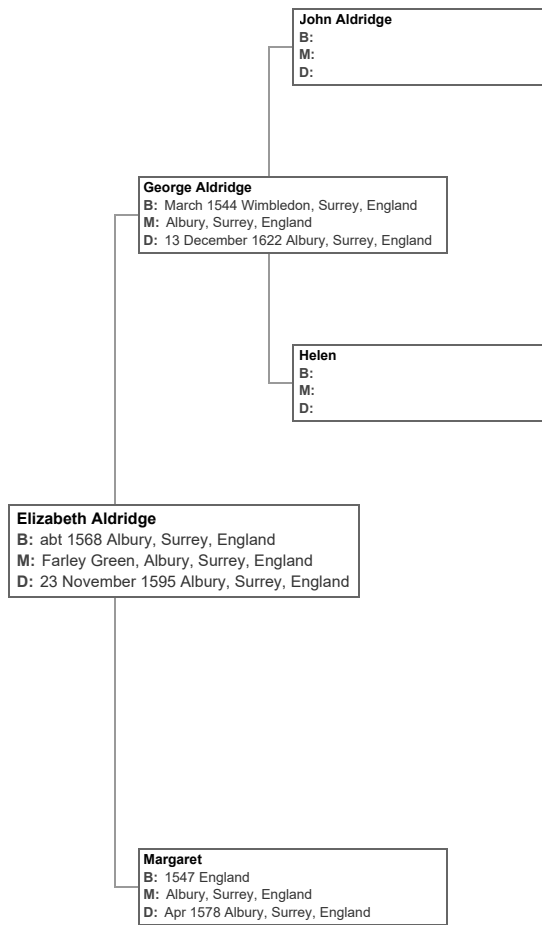 John Aldridge
B:
M:
D:
George Aldridge
B: March 1544 Wimbledon, Surrey, England
M: Albury, Surrey, England
D: 13 December 1622 Albury, Surrey, England
Helen
B:
M:
D:
Elizabeth Aldridge
B: abt 1568 Albury, Surrey, England
M: Farley Green, Albury, Surrey, England
D: 23 November 1595 Albury, Surrey, England
Margaret
B: 1547 England
M: Albury, Surrey, England
D: Apr 1578 Albury, Surrey, England